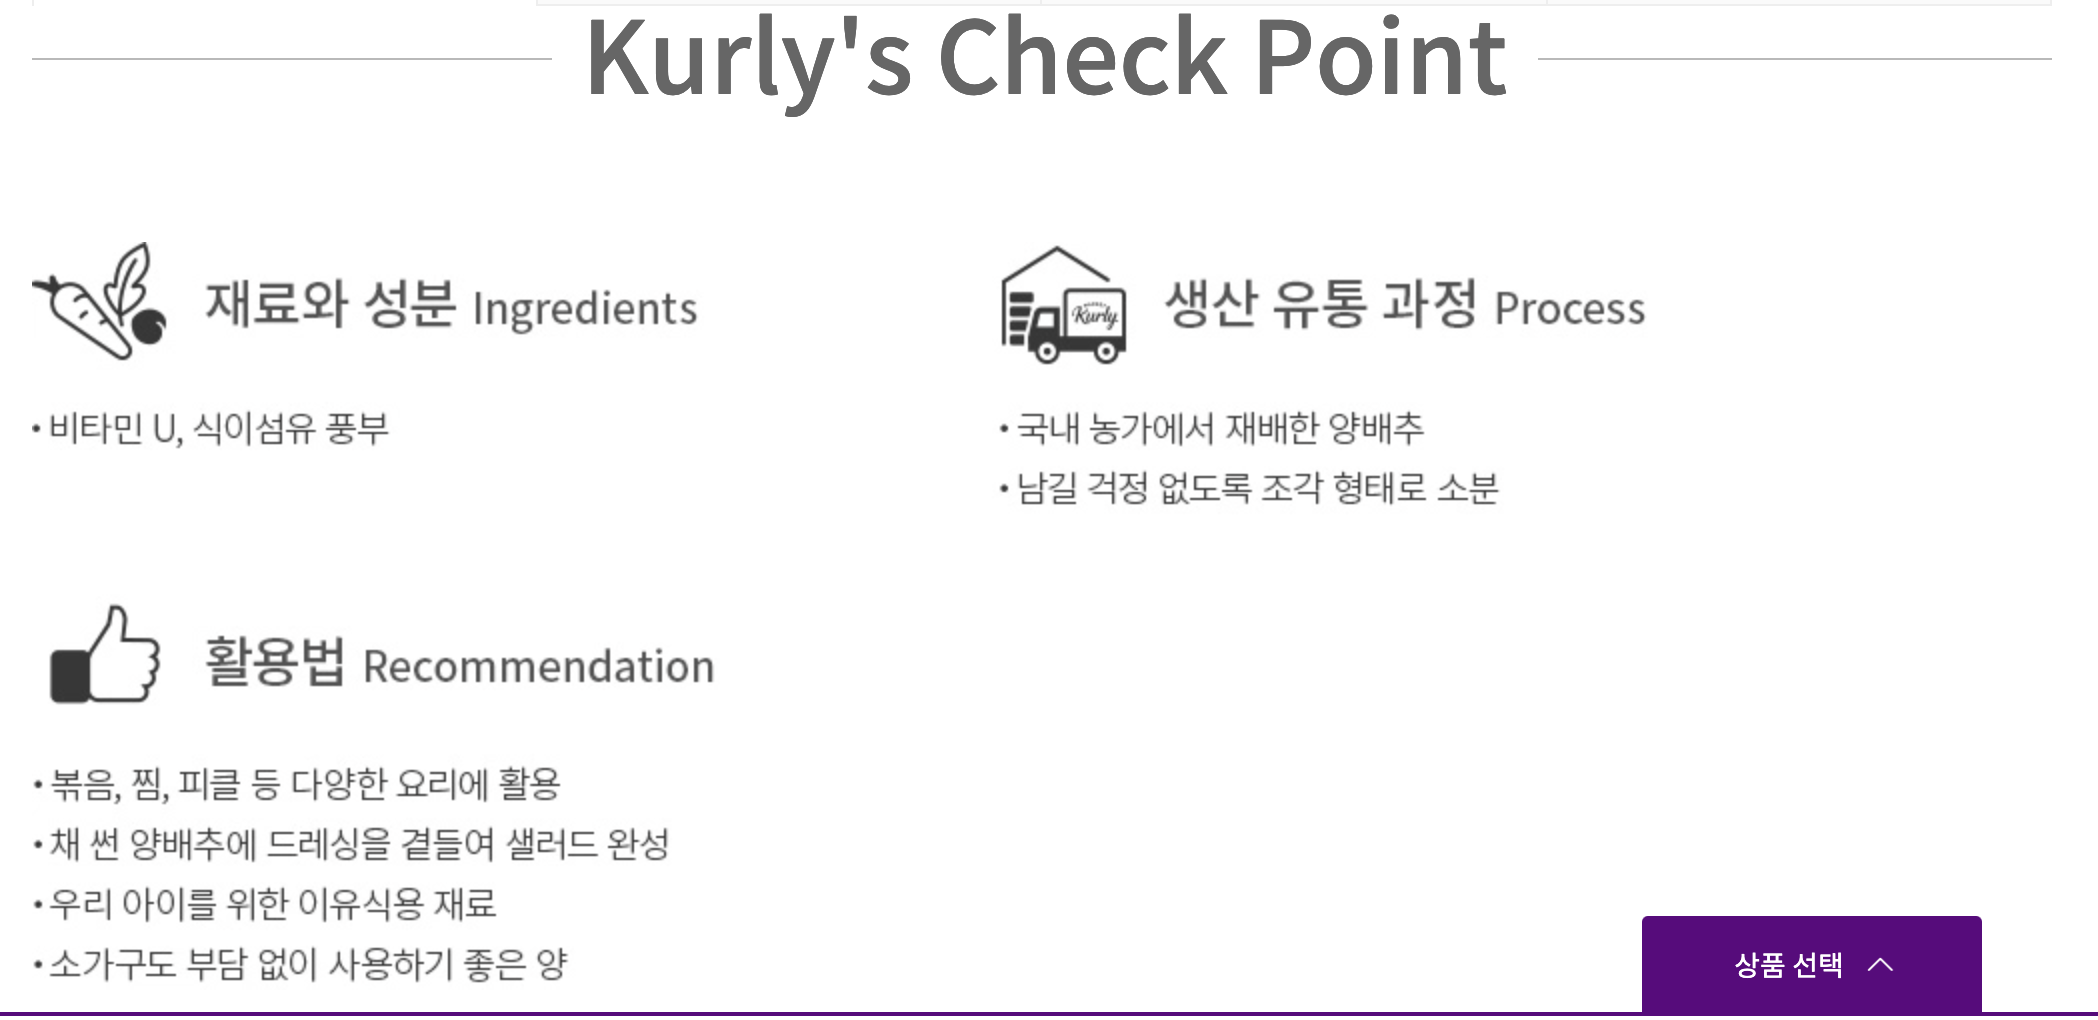 Kurly's Check Point
재료와 성분 Ingredients
• 비타민 U, 식이섬유 풍부
Kurly
생산 유통 과정 Process
• 국내 농가에서 재배한 양배추
• 남길 걱정 없도록 조각 형태로 소분
활용법 Recommendation
• 볶음, 찜, 피클 등 다양한 요리에 활용
• 채 썬 양배추에 드레싱을 곁들여 샐러드 완성
• 우리 아이를 위한 이유식용 재료
• 소가구도 부담 없이 사용하기 좋은 양
상품 선택